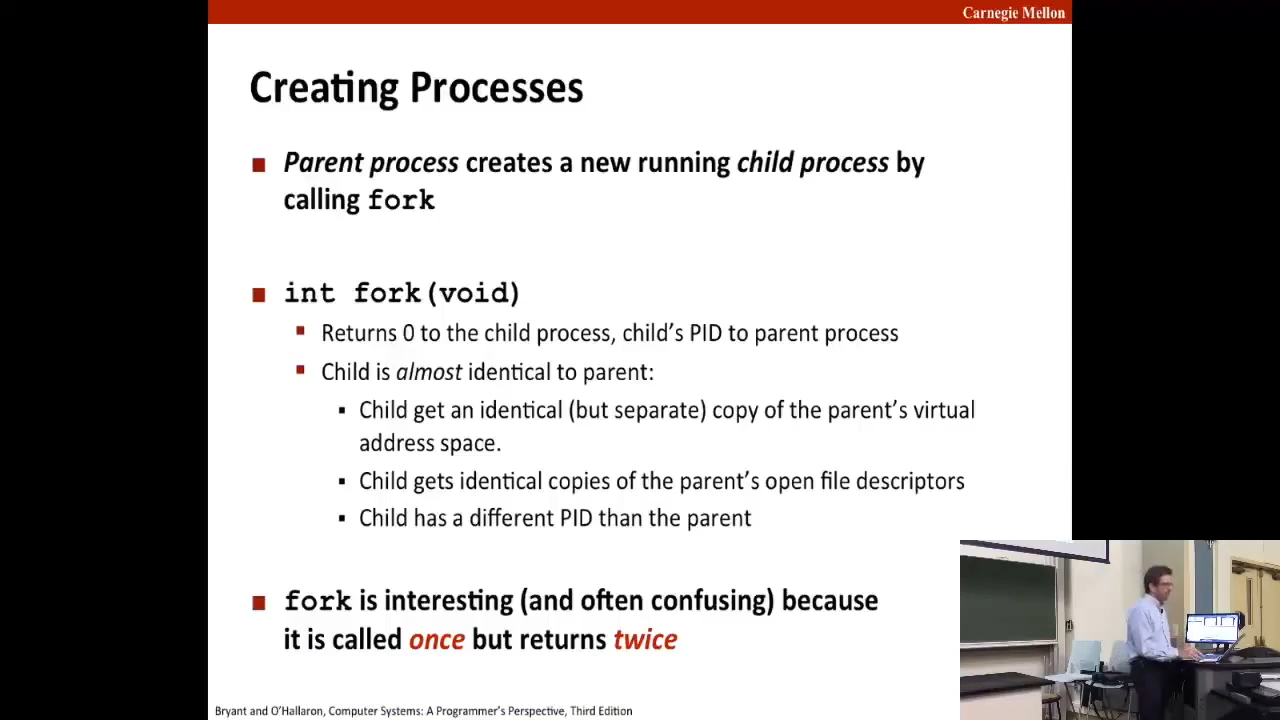 Carnegie Mellon
Creating Processes
Parent process creates a new running child process by
calling fork
int fork(void)
Returns 0 to the child process, child's PID to parent process
Child is almost identical to parent:
Child get an identical (but separate) copy of the parent's virtual
address space.
Child gets identical copies of the parent's open file descriptors
Child has a different PID than the parent
fork is interesting (and often confusing) because
it is called once but returns twice
Bryant and O'Hallaron, Computer Systems: A Programmer's Perspective, Third Edition